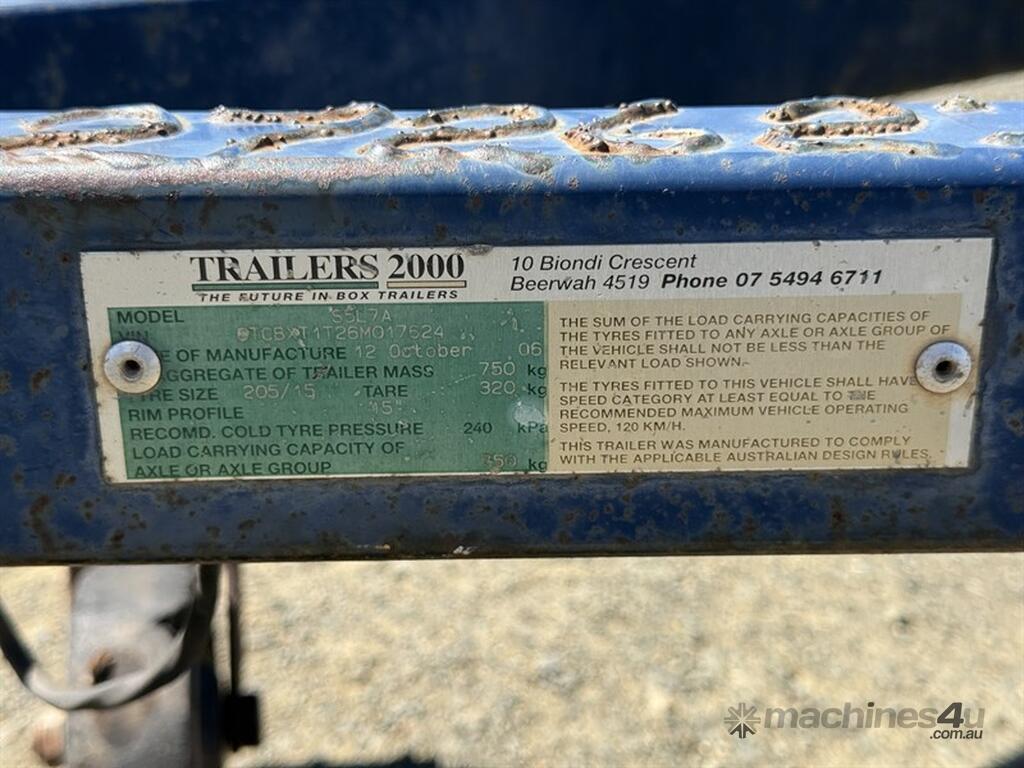 TRAILERS 2000
THE FUTURE IN BOX TRAILERS
10 Biondi Crescent
Beerwah 4519 Phone 07 5494 6711
MODEL S5L7A
VIN
OF MANUFACTURE 12 October 06
AGGREGATE OF TRAILER MASS 750 kg
TYRE SIZE 205/15 TARE 320 kg
RIM PROFILE 15"
RECOMD. COLD TYRE PRESSURE 240 kPa
LOAD CARRYING CAPACITY OF
AXLE OR AXLE GROUP 750 kg
THE SUM OF THE LOAD CARRYING CAPACITIES OF
THE TYRES FITTED TO ANY AXLE OR AXLE GROUP OF
THE VEHICLE SHALL NOT BE LESS THAN THE
RELEVANT LOAD SHOWN.
THE TYRES FITTED TO THIS VEHICLE SHALL HAVE
SPEED CATEGORY AT LEAST EQUAL TO THE
RECOMMENDED MAXIMUM VEHICLE OPERATING
SPEED, 120 KM/H.
THIS TRAILER WAS MANUFACTURED TO COMPLY
WITH THE APPLICABLE AUSTRALIAN DESIGN RULES.
machines4u
.com.au